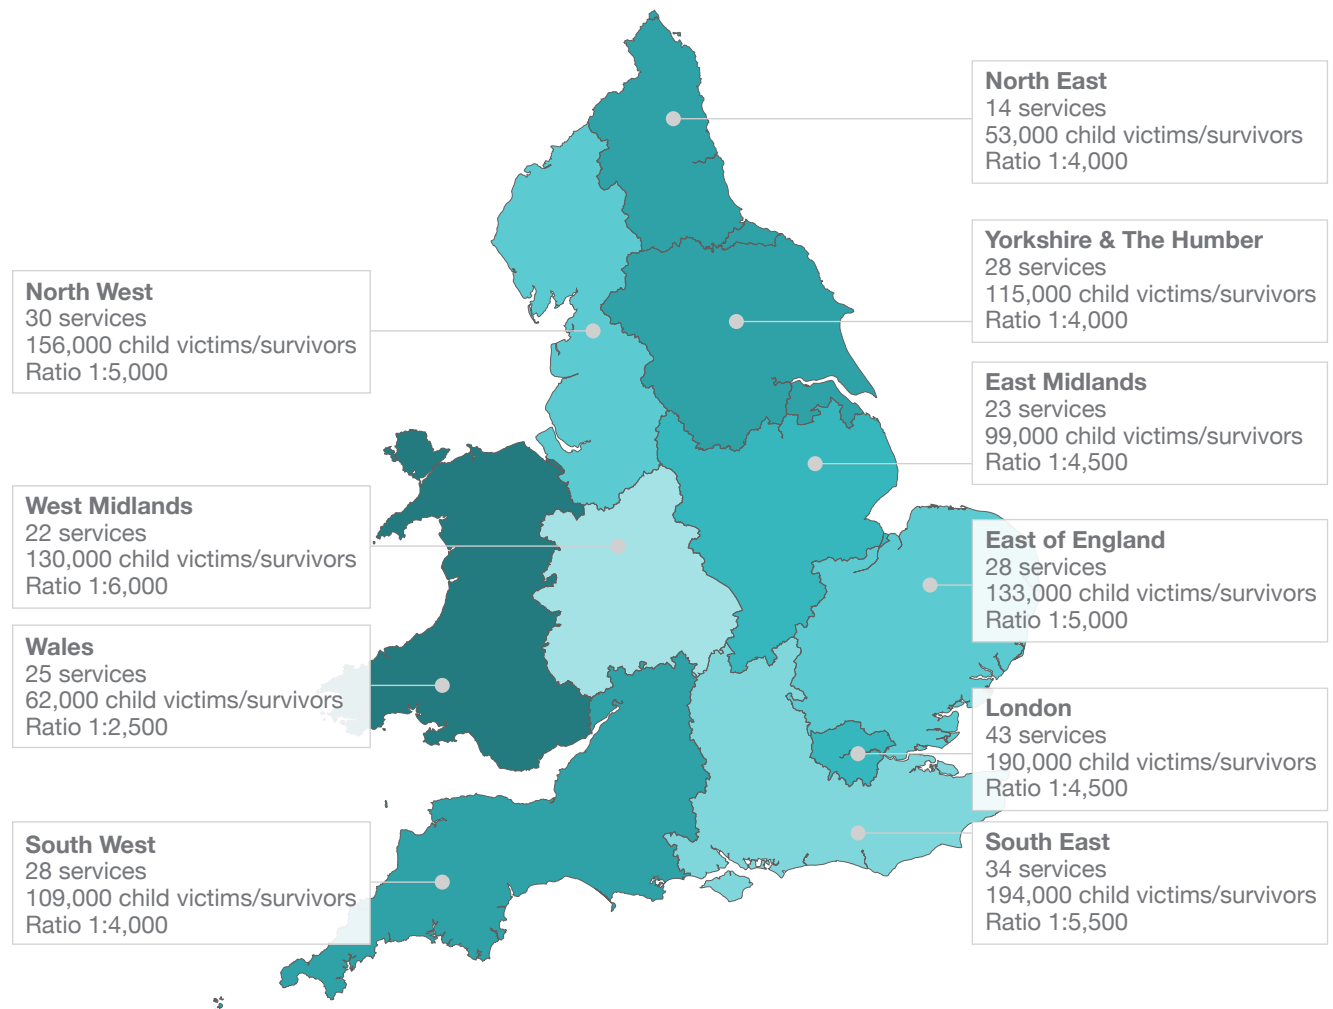 North East
14 services
53,000 child victims/survivors
Ratio 1:4,000
Yorkshire & The Humber
28 services
115,000 child victims/survivors
Ratio 1:4,000
North West
30 services
156,000 child victims/survivors
Ratio 1:5,000
East Midlands
23 services
99,000 child victims/survivors
Ratio 1:4,500
West Midlands
22 services
130,000 child victims/survivors
Ratio 1:6,000
East of England
28 services
133,000 child victims/survivors
Ratio 1:5,000
Wales
25 services
62,000 child victims/survivors
Ratio 1:2,500
London
43 services
190,000 child victims/survivors
Ratio 1:4,500
South West
28 services
109,000 child victims/survivors
Ratio 1:4,000
South East
34 services
194,000 child victims/survivors
Ratio 1:5,500